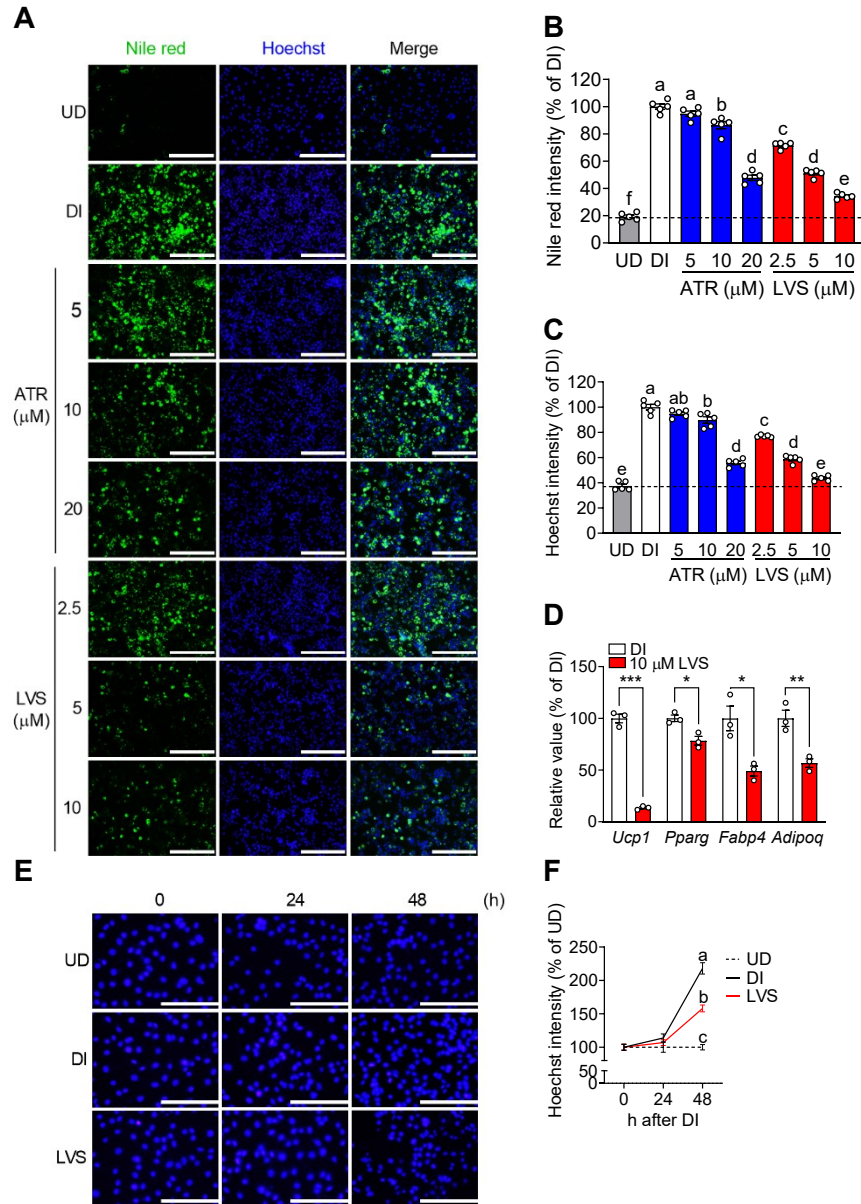 A
Nile red Hoechst Merge
UD
DI
5
ATR
(μM)
10
20
2.5
LVS
(μM)
5
10
B
Nile red intensity (% of DI)
120
100
80
60
40
20
0
f a a b d c d e
UD DI 5 10 20 2.5 5 10
ATR (μM) LVS (μM)
C
Hoechst intensity (% of DI)
120
100
80
60
40
20
0
e a ab b d c d e
UD DI 5 10 20 2.5 5 10
ATR (μM) LVS (μM)
D
DI
10 μM LVS
Relative value (% of DI)
150
100
50
0
*** * * **
Ucp1 Pparg Fabp4 Adipoq
E
0 24 48 (h)
UD
DI
LVS
F
Hoechst intensity (% of UD)
250
200
150
100
50
0
a
b
c
UD
DI
LVS
0 24 48
h after DI